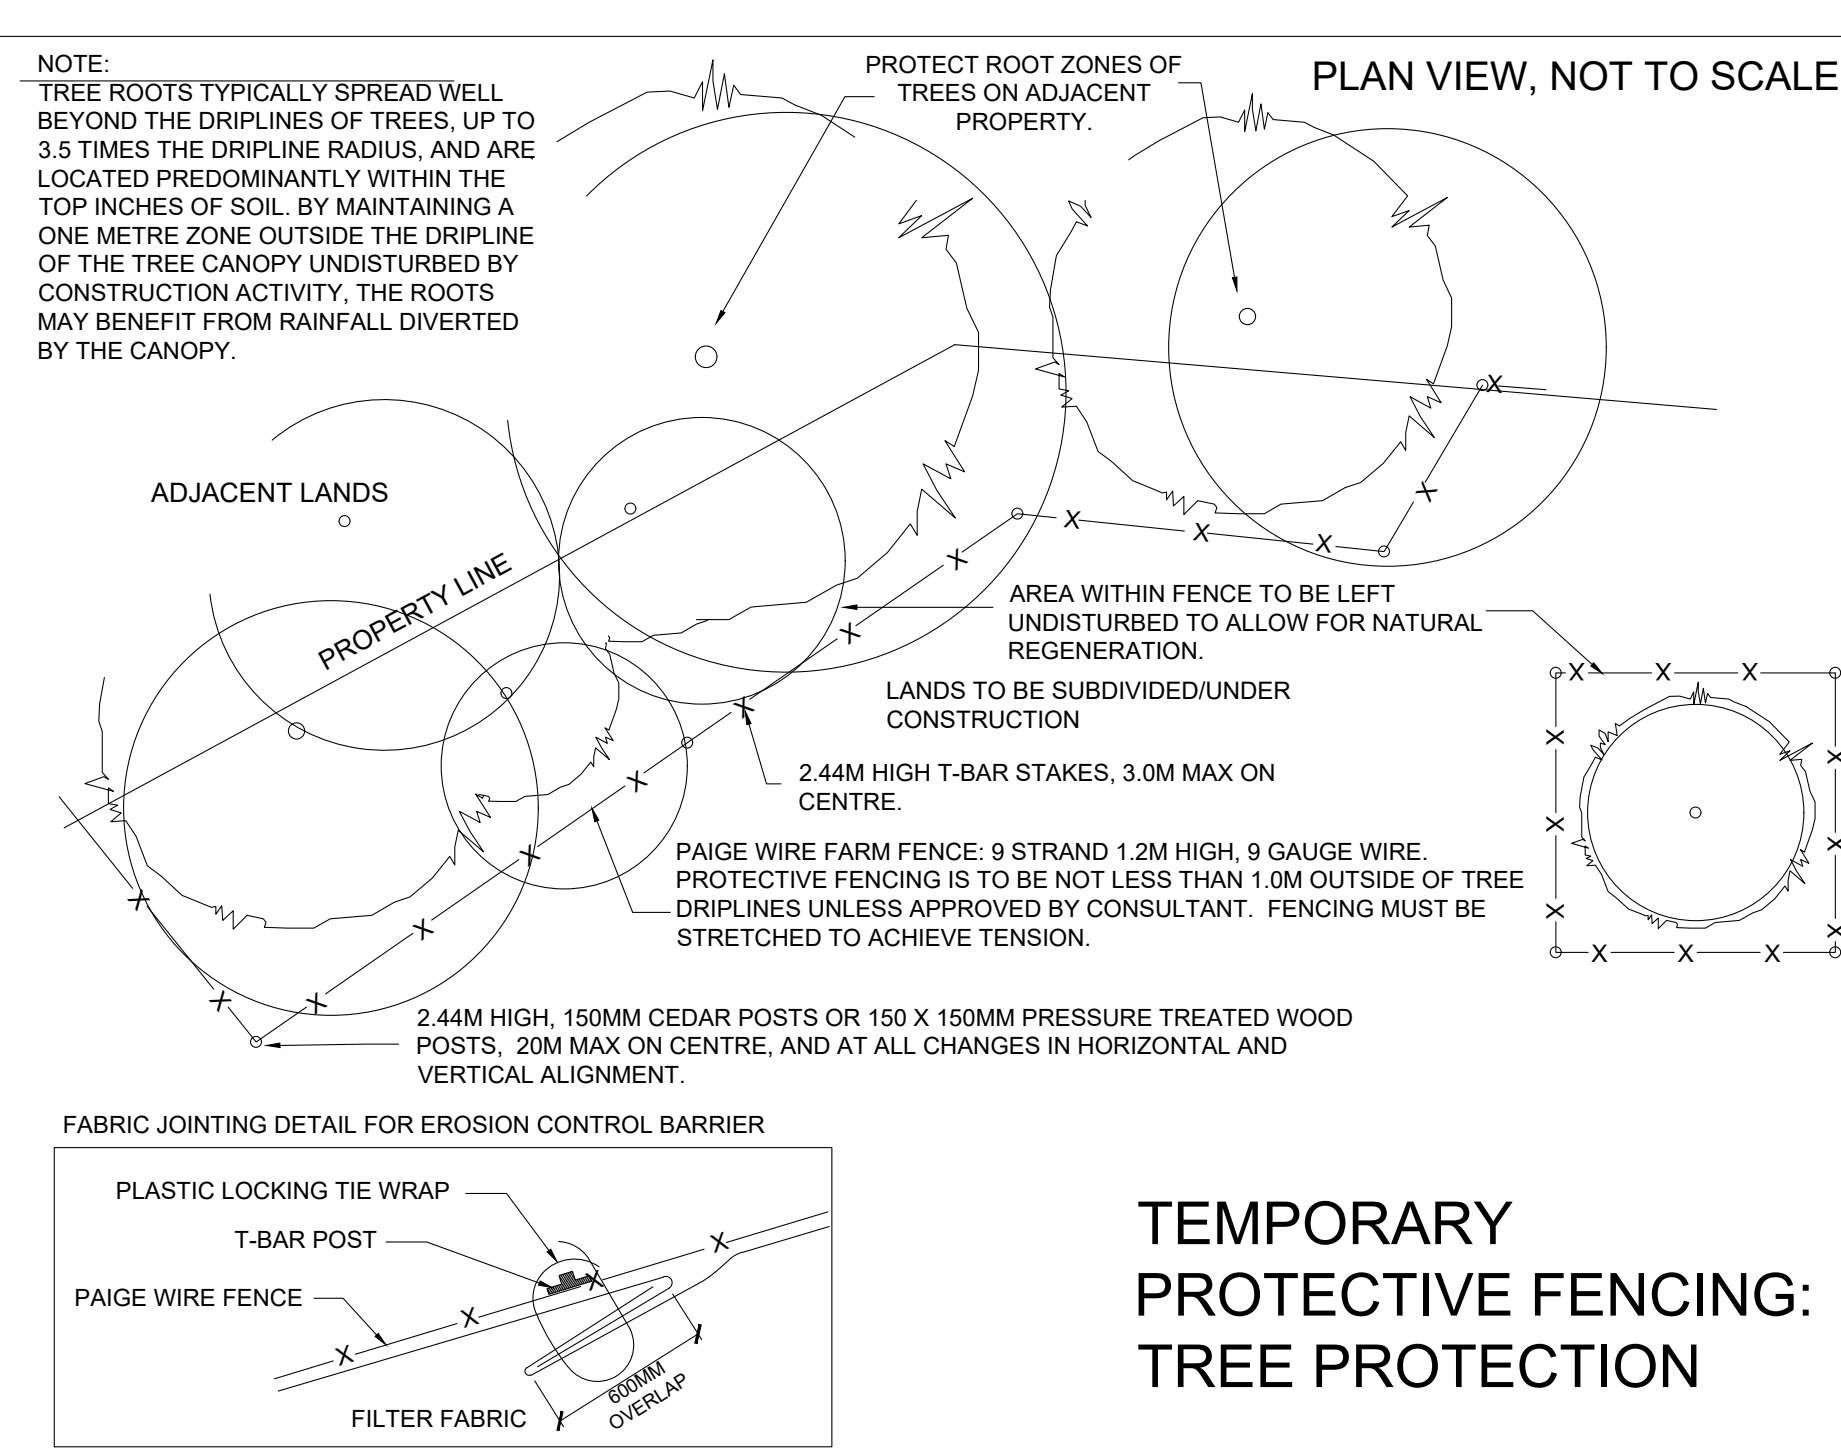 NOTE:
TREE ROOTS TYPICALLY SPREAD WELL
BEYOND THE DRIPLINES OF TREES, UP TO
3.5 TIMES THE DRIPLINE RADIUS, AND ARE
LOCATED PREDOMINANTLY WITHIN THE
TOP INCHES OF SOIL. BY MAINTAINING A
ONE METRE ZONE OUTSIDE THE DRIPLINE
OF THE TREE CANOPY UNDISTURBED BY
CONSTRUCTION ACTIVITY, THE ROOTS
MAY BENEFIT FROM RAINFALL DIVERTED
BY THE CANOPY.
PROTECT ROOT ZONES OF
TREES ON ADJACENT
PROPERTY.
PLAN VIEW, NOT TO SCALE
ADJACENT LANDS
PROPERTY LINE
AREA WITHIN FENCE TO BE LEFT
UNDISTURBED TO ALLOW FOR NATURAL
REGENERATION.
LANDS TO BE SUBDIVIDED/UNDER
CONSTRUCTION
2.44M HIGH T-BAR STAKES, 3.0M MAX ON
CENTRE.
PAIGE WIRE FARM FENCE: 9 STRAND 1.2M HIGH, 9 GAUGE WIRE.
PROTECTIVE FENCING IS TO BE NOT LESS THAN 1.0M OUTSIDE OF TREE
DRIPLINES UNLESS APPROVED BY CONSULTANT. FENCING MUST BE
STRETCHED TO ACHIEVE TENSION.
2.44M HIGH, 150MM CEDAR POSTS OR 150 X 150MM PRESSURE TREATED WOOD
POSTS, 20M MAX ON CENTRE, AND AT ALL CHANGES IN HORIZONTAL AND
VERTICAL ALIGNMENT.
FABRIC JOINTING DETAIL FOR EROSION CONTROL BARRIER
PLASTIC LOCKING TIE WRAP
T-BAR POST
PAIGE WIRE FENCE
FILTER FABRIC
600MM
OVERLAP
TEMPORARY
PROTECTIVE FENCING:
TREE PROTECTION